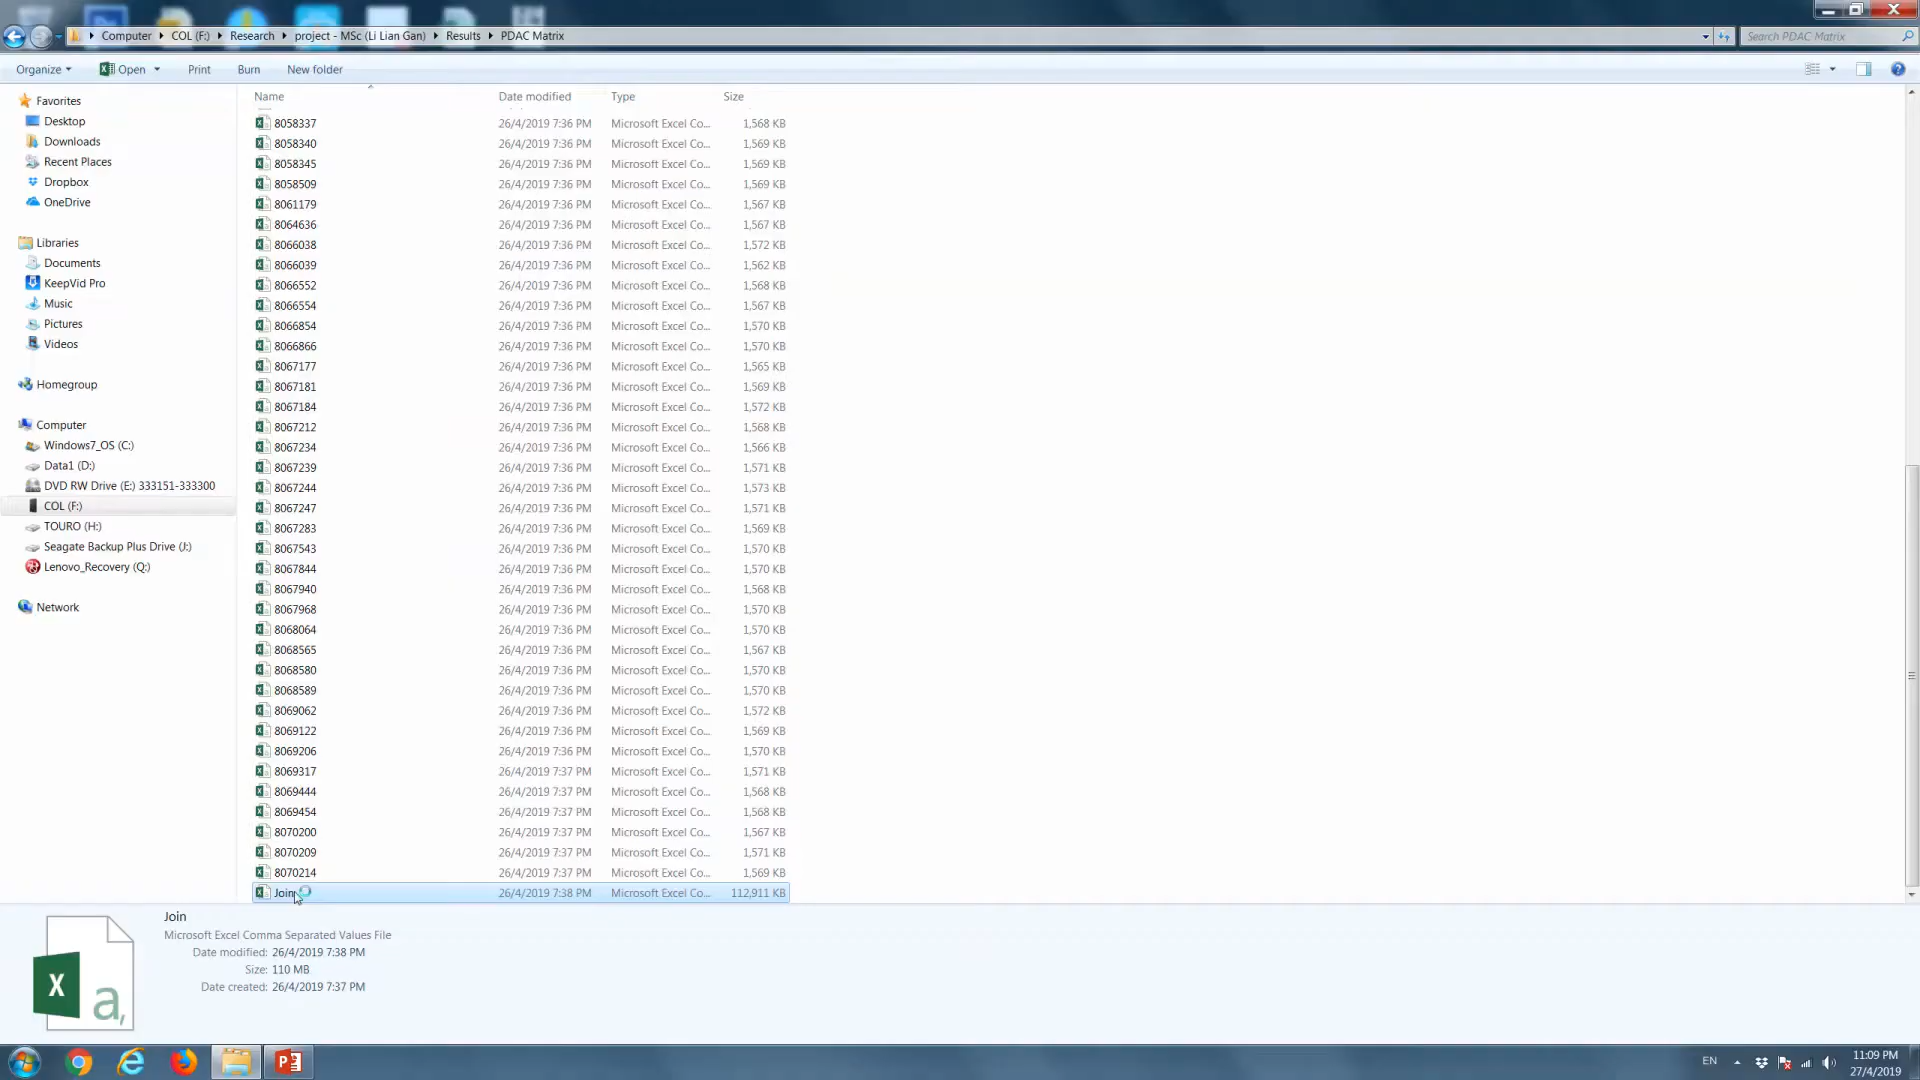 Computer ▸ COL (F:) ▸ Research ▸ project - MSc (Li Lian Gan) ▸ Results ▸ PDAC Matrix
Search PDAC Matrix
Organize Open Print Burn New folder
Name Date modified Type Size
Favorites
Desktop
Downloads
Recent Places
Dropbox
OneDrive
Libraries
Documents
KeepVid Pro
Music
Pictures
Videos
Homegroup
Computer
Windows7_OS (C:)
Data1 (D:)
DVD RW Drive (E:) 333151-333300
COL (F:)
TOURO (H:)
Seagate Backup Plus Drive (J:)
Lenovo_Recovery (Q:)
Network
8058337 26/4/2019 7:36 PM Microsoft Excel Co... 1,568 KB
8058340 26/4/2019 7:36 PM Microsoft Excel Co... 1,569 KB
8058345 26/4/2019 7:36 PM Microsoft Excel Co... 1,569 KB
8058509 26/4/2019 7:36 PM Microsoft Excel Co... 1,569 KB
8061179 26/4/2019 7:36 PM Microsoft Excel Co... 1,567 KB
8064636 26/4/2019 7:36 PM Microsoft Excel Co... 1,567 KB
8066038 26/4/2019 7:36 PM Microsoft Excel Co... 1,572 KB
8066039 26/4/2019 7:36 PM Microsoft Excel Co... 1,562 KB
8066552 26/4/2019 7:36 PM Microsoft Excel Co... 1,568 KB
8066554 26/4/2019 7:36 PM Microsoft Excel Co... 1,567 KB
8066854 26/4/2019 7:36 PM Microsoft Excel Co... 1,570 KB
8066866 26/4/2019 7:36 PM Microsoft Excel Co... 1,570 KB
8067177 26/4/2019 7:36 PM Microsoft Excel Co... 1,565 KB
8067181 26/4/2019 7:36 PM Microsoft Excel Co... 1,569 KB
8067184 26/4/2019 7:36 PM Microsoft Excel Co... 1,572 KB
8067212 26/4/2019 7:36 PM Microsoft Excel Co... 1,568 KB
8067234 26/4/2019 7:36 PM Microsoft Excel Co... 1,566 KB
8067239 26/4/2019 7:36 PM Microsoft Excel Co... 1,571 KB
8067244 26/4/2019 7:36 PM Microsoft Excel Co... 1,573 KB
8067247 26/4/2019 7:36 PM Microsoft Excel Co... 1,571 KB
8067283 26/4/2019 7:36 PM Microsoft Excel Co... 1,569 KB
8067543 26/4/2019 7:36 PM Microsoft Excel Co... 1,570 KB
8067844 26/4/2019 7:36 PM Microsoft Excel Co... 1,570 KB
8067940 26/4/2019 7:36 PM Microsoft Excel Co... 1,568 KB
8067968 26/4/2019 7:36 PM Microsoft Excel Co... 1,570 KB
8068064 26/4/2019 7:36 PM Microsoft Excel Co... 1,570 KB
8068565 26/4/2019 7:36 PM Microsoft Excel Co... 1,567 KB
8068580 26/4/2019 7:36 PM Microsoft Excel Co... 1,570 KB
8068589 26/4/2019 7:36 PM Microsoft Excel Co... 1,570 KB
8069062 26/4/2019 7:36 PM Microsoft Excel Co... 1,572 KB
8069122 26/4/2019 7:36 PM Microsoft Excel Co... 1,569 KB
8069206 26/4/2019 7:36 PM Microsoft Excel Co... 1,570 KB
8069317 26/4/2019 7:37 PM Microsoft Excel Co... 1,571 KB
8069444 26/4/2019 7:37 PM Microsoft Excel Co... 1,568 KB
8069454 26/4/2019 7:37 PM Microsoft Excel Co... 1,568 KB
8070200 26/4/2019 7:37 PM Microsoft Excel Co... 1,567 KB
8070209 26/4/2019 7:37 PM Microsoft Excel Co... 1,571 KB
8070214 26/4/2019 7:37 PM Microsoft Excel Co... 1,569 KB
Join 26/4/2019 7:38 PM Microsoft Excel Co... 112,911 KB
Join
Microsoft Excel Comma Separated Values File
Date modified: 26/4/2019 7:38 PM
Size: 110 MB
Date created: 26/4/2019 7:37 PM
EN
11:09 PM
27/4/2019